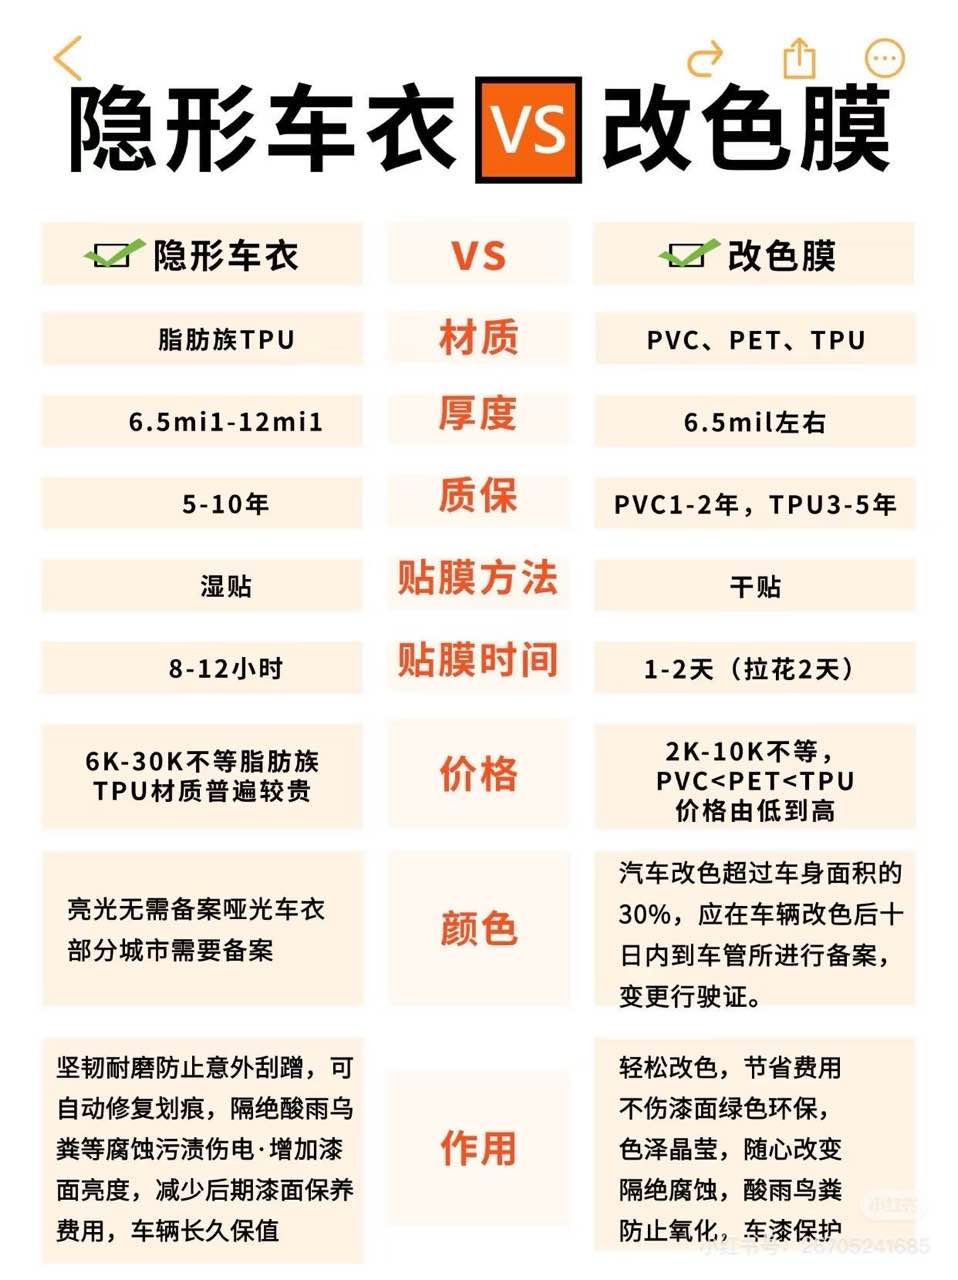 隐形车衣 VS 改色膜
隐形车衣 VS 改色膜
脂肪族TPU 材质 PVC、PET、TPU
6.5mi1-12mi1 厚度 6.5mil左右
5-10年 质保 PVC1-2年，TPU3-5年
湿贴 贴膜方法 干贴
8-12小时 贴膜时间 1-2天（拉花2天）
6K-30K不等脂肪族
TPU材质普遍较贵
价格
2K-10K不等，
PVC<PET<TPU
价格由低到高
亮光无需备案哑光车衣
部分城市需要备案
颜色
汽车改色超过车身面积的
30%，应在车辆改色后十
日内到车管所进行备案，
变更行驶证。
坚韧耐磨防止意外刮蹭，可
自动修复划痕，隔绝酸雨乌
粪等腐蚀污渍伤电·增加漆
面亮度，减少后期漆面保养
费用，车辆长久保值
作用
轻松改色，节省费用
不伤漆面绿色环保，
色泽晶莹，随心改变
隔绝腐蚀，酸雨鸟粪
防止氧化，车漆保护
小红书
小红书号：26705241685